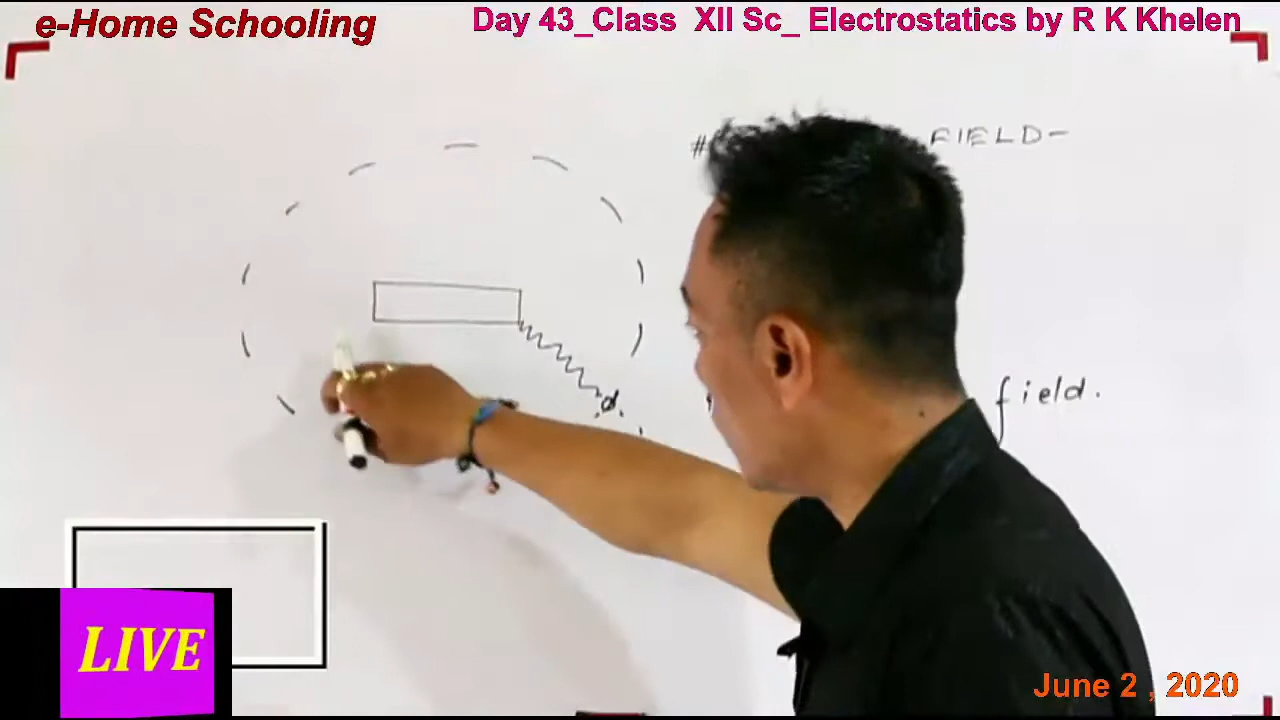 e-Home Schooling
Day 43_Class XII Sc_ Electrostatics by R K Khelen
# FIELD-
d.
field.
LIVE
June 2 , 2020